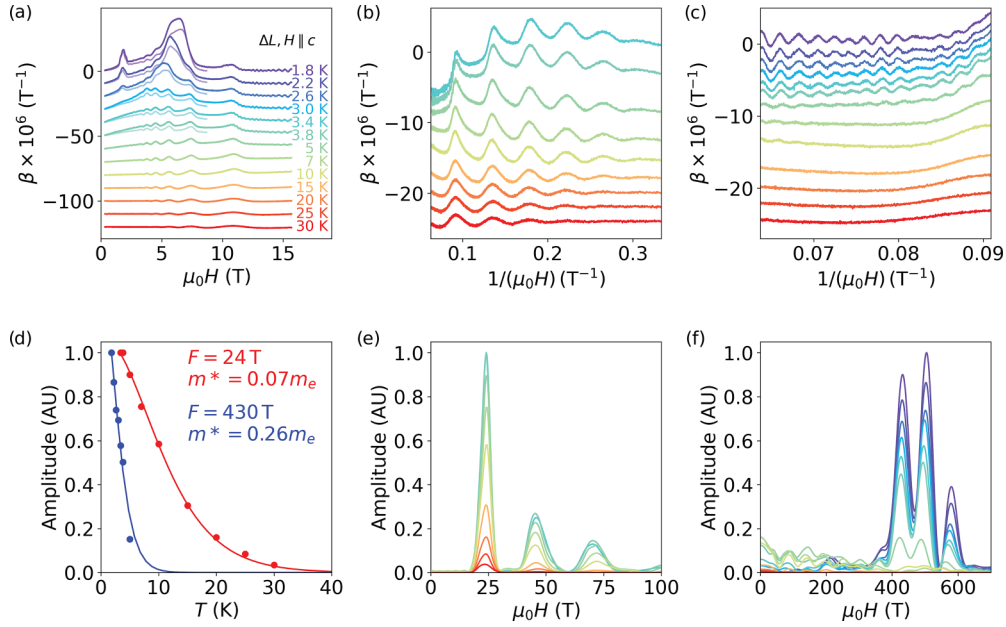 (a)
ΔL, H ∥ c
1.8 K
2.2 K
2.6 K
3.0 K
3.4 K
3.8 K
5 K
7 K
10 K
15 K
20 K
25 K
30 K
0
−50
−100
β × 10⁶ (T⁻¹)
0 5 10 15
μ₀H (T)
(b)
0
−10
−20
β × 10⁶ (T⁻¹)
0.1 0.2 0.3
1/(μ₀H) (T⁻¹)
(c)
0
−10
−20
β × 10⁶ (T⁻¹)
0.07 0.08 0.09
1/(μ₀H) (T⁻¹)
(d)
F = 24 T
m* = 0.07mₑ
F = 430 T
m* = 0.26mₑ
1.0
0.8
0.6
0.4
0.2
0.0
Amplitude (AU)
0 10 20 30 40
T (K)
(e)
1.0
0.8
0.6
0.4
0.2
0.0
Amplitude (AU)
0 25 50 75 100
μ₀H (T)
(f)
1.0
0.8
0.6
0.4
0.2
0.0
Amplitude (AU)
0 200 400 600
μ₀H (T)